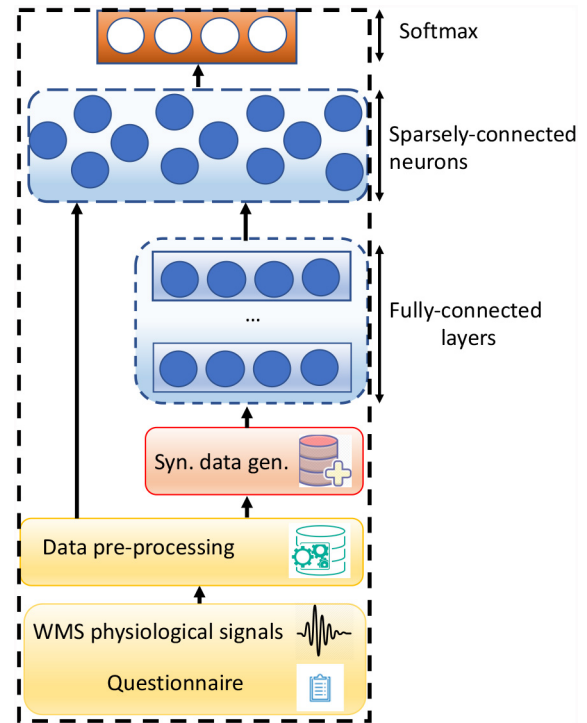 Softmax
Sparsely-connected
neurons
...
Fully-connected
layers
Syn. data gen.
Data pre-processing
WMS physiological signals
Questionnaire